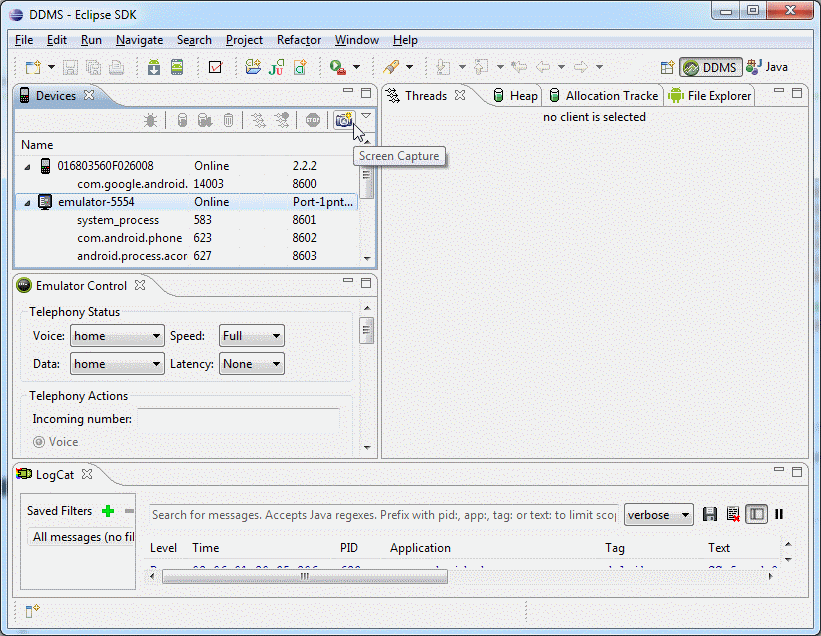 DDMS - Eclipse SDK
File Edit Run Navigate Search Project Refactor Window Help
DDMS Java
Devices
STOP
Screen Capture
Name
016803560F026008 Online 2.2.2
com.google.android. 14003 8600
emulator-5554 Online Port-1pnt...
system_process 583 8601
com.android.phone 623 8602
android.process.acor 627 8603
Threads Heap Allocation Tracke File Explorer
no client is selected
Emulator Control
Telephony Status
Voice: home Speed: Full
Data: home Latency: None
Telephony Actions
Incoming number:
Voice
LogCat
Saved Filters
All messages (no fil
Search for messages. Accepts Java regexes. Prefix with pid:, app:, tag: or text: to limit scop
verbose
Level Time PID Application Tag Text